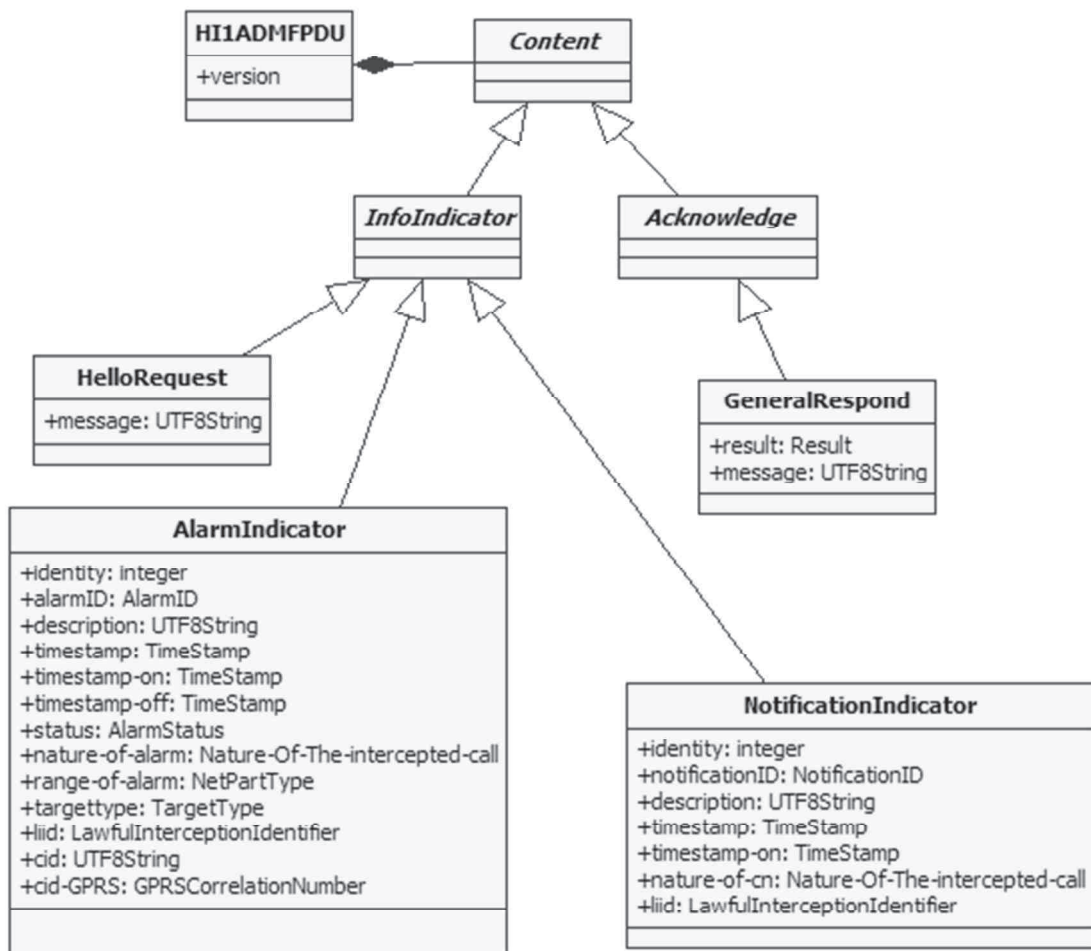 HI1ADMFPDU
+version
Content
InfoIndicator
Acknowledge
HelloRequest
+message: UTF8String
GeneralRespond
+result: Result
+message: UTF8String
AlarmIndicator
+identity: integer
+alarmID: AlarmID
+description: UTF8String
+timestamp: TimeStamp
+timestamp-on: TimeStamp
+timestamp-off: TimeStamp
+status: AlarmStatus
+nature-of-alarm: Nature-Of-The-intercepted-call
+range-of-alarm: NetPartType
+targettype: TargetType
+liid: LawfulInterceptionIdentifier
+cid: UTF8String
+cid-GPRS: GPRSCorrelationNumber
NotificationIndicator
+identity: integer
+notificationID: NotificationID
+description: UTF8String
+timestamp: TimeStamp
+timestamp-on: TimeStamp
+nature-of-cn: Nature-Of-The-intercepted-call
+liid: LawfulInterceptionIdentifier